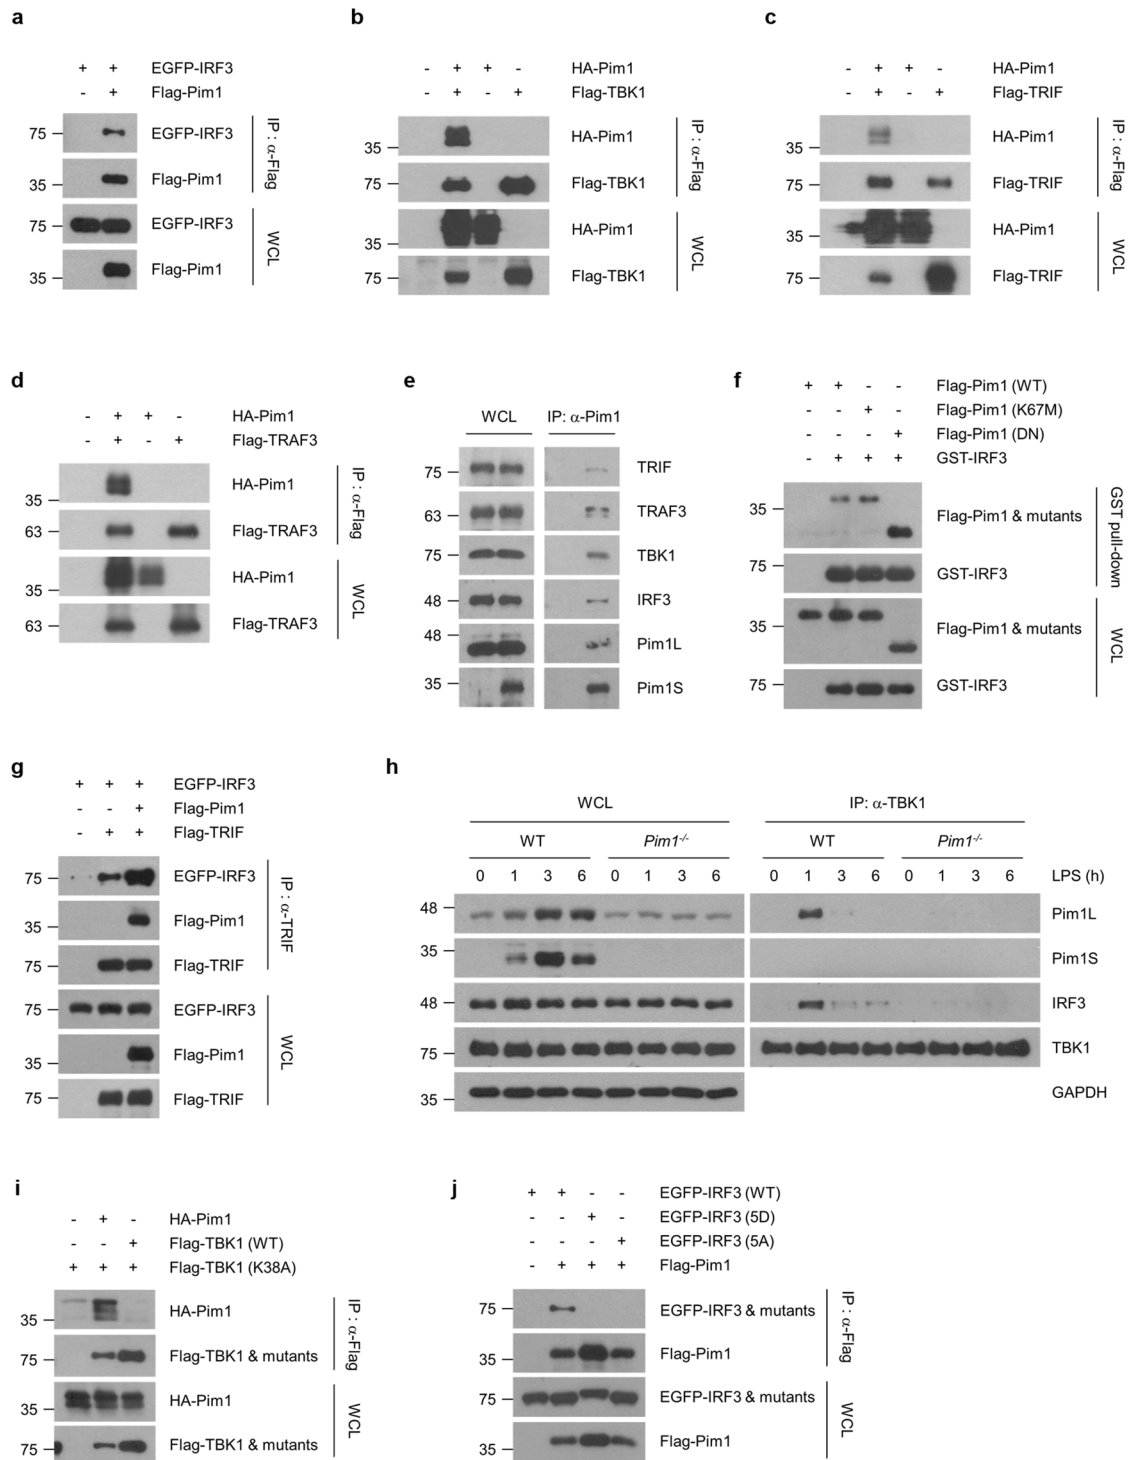 a
+ + EGFP-IRF3
- + Flag-Pim1
75 EGFP-IRF3
35 Flag-Pim1
IP : α-Flag
75 EGFP-IRF3
35 Flag-Pim1
WCL
b
- + + - HA-Pim1
- + - + Flag-TBK1
35 HA-Pim1
75 Flag-TBK1
IP : α-Flag
35 HA-Pim1
75 Flag-TBK1
WCL
c
- + + - HA-Pim1
- + - + Flag-TRIF
35 HA-Pim1
75 Flag-TRIF
IP : α-Flag
35 HA-Pim1
75 Flag-TRIF
WCL
d
- + + - HA-Pim1
- + - + Flag-TRAF3
35 HA-Pim1
63 Flag-TRAF3
IP : α-Flag
35 HA-Pim1
63 Flag-TRAF3
WCL
e
WCL IP: α-Pim1
75 TRIF
63 TRAF3
75 TBK1
48 IRF3
48 Pim1L
35 Pim1S
f
+ + - - Flag-Pim1 (WT)
- - + - Flag-Pim1 (K67M)
- - - + Flag-Pim1 (DN)
- + + + GST-IRF3
35 Flag-Pim1 & mutants
75 GST-IRF3
GST pull-down
35 Flag-Pim1 & mutants
75 GST-IRF3
WCL
g
+ + + EGFP-IRF3
- - + Flag-Pim1
- + + Flag-TRIF
75 EGFP-IRF3
35 Flag-Pim1
75 Flag-TRIF
IP : α-TRIF
75 EGFP-IRF3
35 Flag-Pim1
75 Flag-TRIF
WCL
h
WCL IP: α-TBK1
WT Pim1-/- WT Pim1-/-
0 1 3 6 0 1 3 6 0 1 3 6 0 1 3 6 LPS (h)
48 Pim1L
35 Pim1S
48 IRF3
75 TBK1
35 GAPDH
i
- + - HA-Pim1
- - + Flag-TBK1 (WT)
+ + + Flag-TBK1 (K38A)
35 HA-Pim1
75 Flag-TBK1 & mutants
IP : α-Flag
35 HA-Pim1
75 Flag-TBK1 & mutants
WCL
j
+ + - - EGFP-IRF3 (WT)
- - + - EGFP-IRF3 (5D)
- - - + EGFP-IRF3 (5A)
- + + + Flag-Pim1
75 EGFP-IRF3 & mutants
35 Flag-Pim1
IP : α-Flag
75 EGFP-IRF3 & mutants
35 Flag-Pim1
WCL